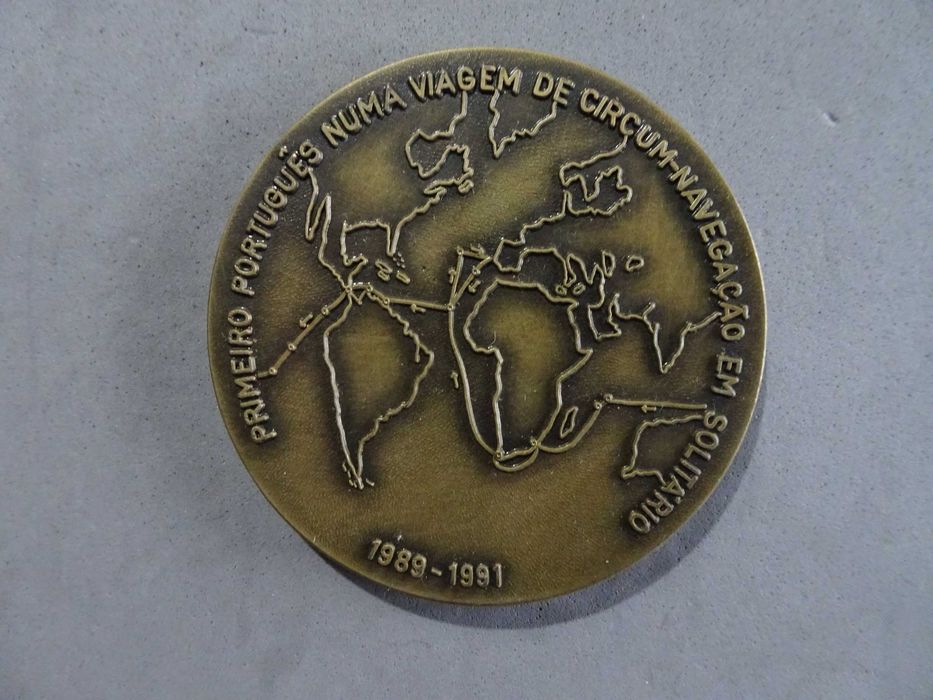 PRIMEIRO PORTUGUÊS NUMA VIAGEM DE CIRCUM-NAVEGAÇÃO EM SOLITÁRIO
1989-1991